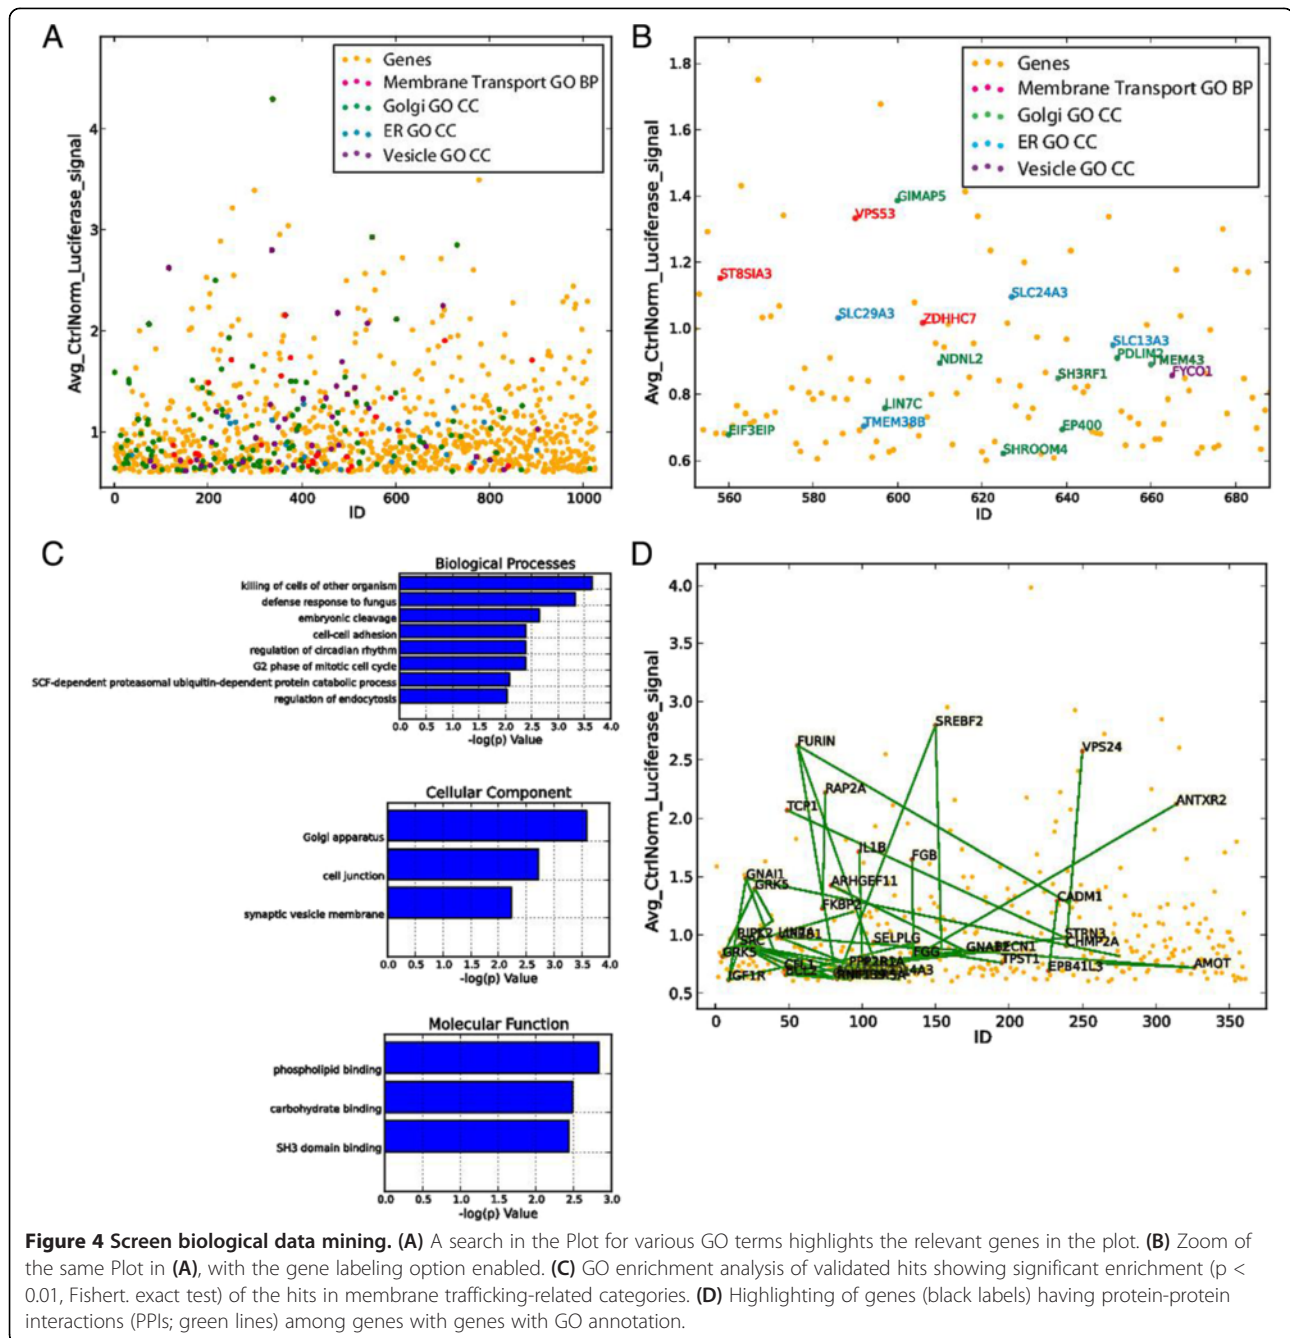 A
Avg_CtrlNorm_Luciferase_signal
4
3
2
1
0
200
400
600
800
1000
ID
Genes
Membrane Transport GO BP
Golgi GO CC
ER GO CC
Vesicle GO CC
B
Avg_CtrlNorm_Luciferase_signal
1.8
1.6
1.4
1.2
1.0
0.8
0.6
560
580
600
620
640
660
680
ID
Genes
Membrane Transport GO BP
Golgi GO CC
ER GO CC
Vesicle GO CC
GIMAP5
VPS53
ST8SIA3
SLC24A3
SLC29A3
ZDHHC7
SLC13A3
PDLIM2
TMEM43
NDNL2
FYCO1
SH3RF1
LIN7C
TMEM38B
EIF3EIP
EP400
SHROOM4
C
Biological Processes
killing of cells of other organism
defense response to fungus
embryonic cleavage
cell-cell adhesion
regulation of circadian rhythm
G2 phase of mitotic cell cycle
SCF-dependent proteasomal ubiquitin-dependent protein catabolic process
regulation of endocytosis
0.0 0.5 1.0 1.5 2.0 2.5 3.0 3.5 4.0
-log(p) Value
Cellular Component
Golgi apparatus
cell junction
synaptic vesicle membrane
0.0 0.5 1.0 1.5 2.0 2.5 3.0 3.5 4.0
-log(p) Value
Molecular Function
phospholipid binding
carbohydrate binding
SH3 domain binding
0.0 0.5 1.0 1.5 2.0 2.5 3.0
-log(p) Value
D
Avg_CtrlNorm_Luciferase_signal
4.0
3.5
3.0
2.5
2.0
1.5
1.0
0.5
0
50
100
150
200
250
300
350
ID
SREBF2
FURIN
VPS24
RAP2A
ANTXR2
TCP1
IL1B
FGB
GNAI1
GRK5
ARHGEF11
CADM1
FKBP2
STRN3
CHMP2A
SELPLG
SRC
GRK5
FGG
TPST1
EPB41L3
AMOT
IGF1R
CFL1
PPP2R1A
Figure 4 Screen biological data mining. (A) A search in the Plot for various GO terms highlights the relevant genes in the plot. (B) Zoom of
the same Plot in (A), with the gene labeling option enabled. (C) GO enrichment analysis of validated hits showing significant enrichment (p <
0.01, Fishert. exact test) of the hits in membrane trafficking-related categories. (D) Highlighting of genes (black labels) having protein-protein
interactions (PPIs; green lines) among genes with genes with GO annotation.